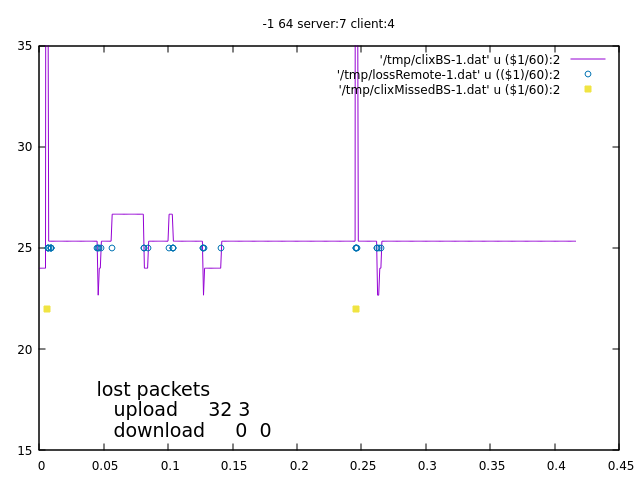 -1 64 server:7 client:4
35
30
25
20
15
'/tmp/clixBS-1.dat' u ($1/60):2
'/tmp/lossRemote-1.dat' u (($1)/60):2
'/tmp/clixMissedBS-1.dat' u ($1/60):2
lost packets
upload 32 3
download 0 0
0 0.05 0.1 0.15 0.2 0.25 0.3 0.35 0.4 0.45